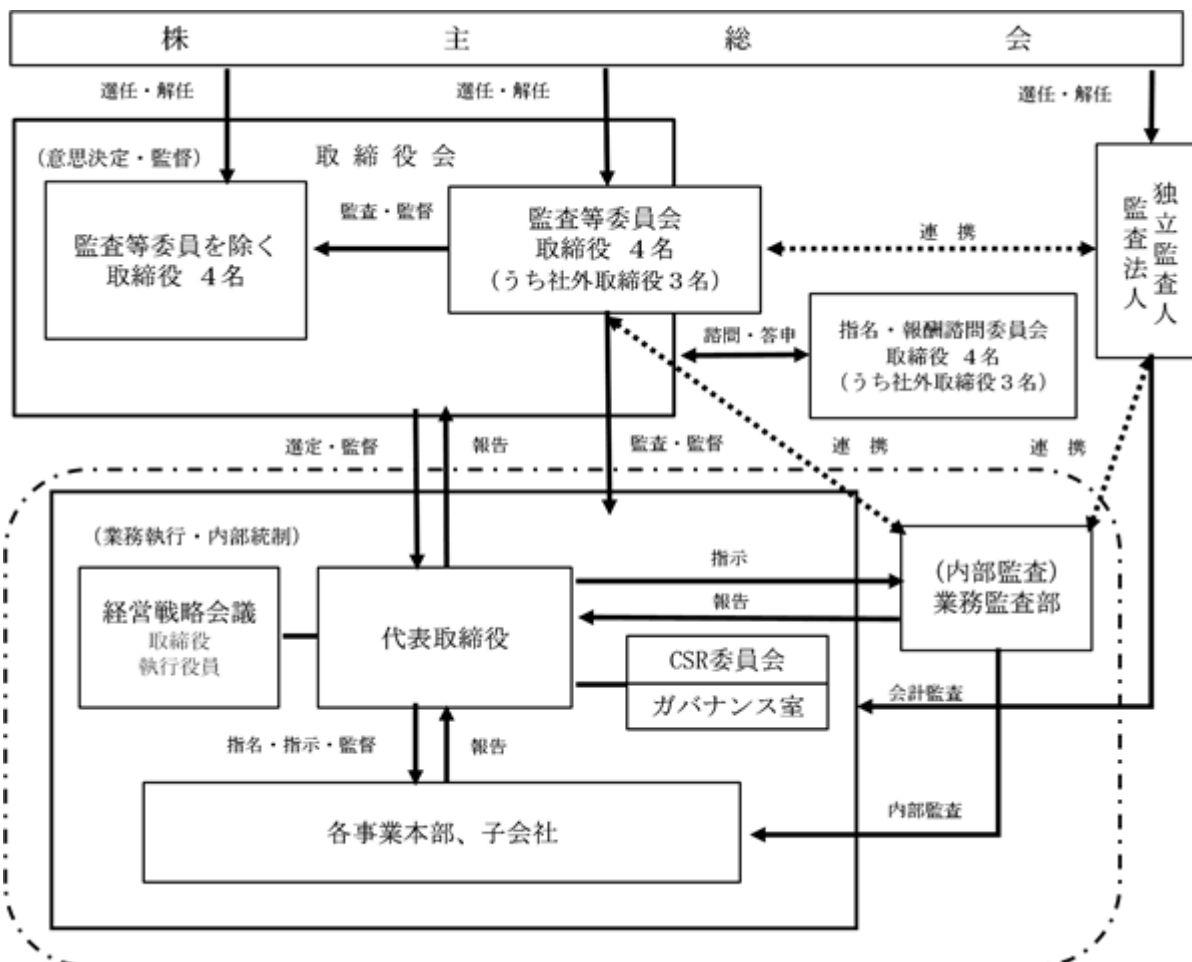 株主総会
選任・解任
選任・解任
選任・解任
(意思決定・監督)
取締役会
監査等委員を除く
取締役 4名
監査・監督
監査等委員会
取締役 4名
(うち社外取締役3名)
連携
独立監査人
監査法人
諮問・答申
指名・報酬諮問委員会
取締役 4名
(うち社外取締役3名)
選定・監督
報告
監査・監督
連携
連携
(業務執行・内部統制)
経営戦略会議
取締役
執行役員
代表取締役
指示
報告
(内部監査)
業務監査部
CSR委員会
ガバナンス室
会計監査
指名・指示・監督
報告
各事業本部、子会社
内部監査